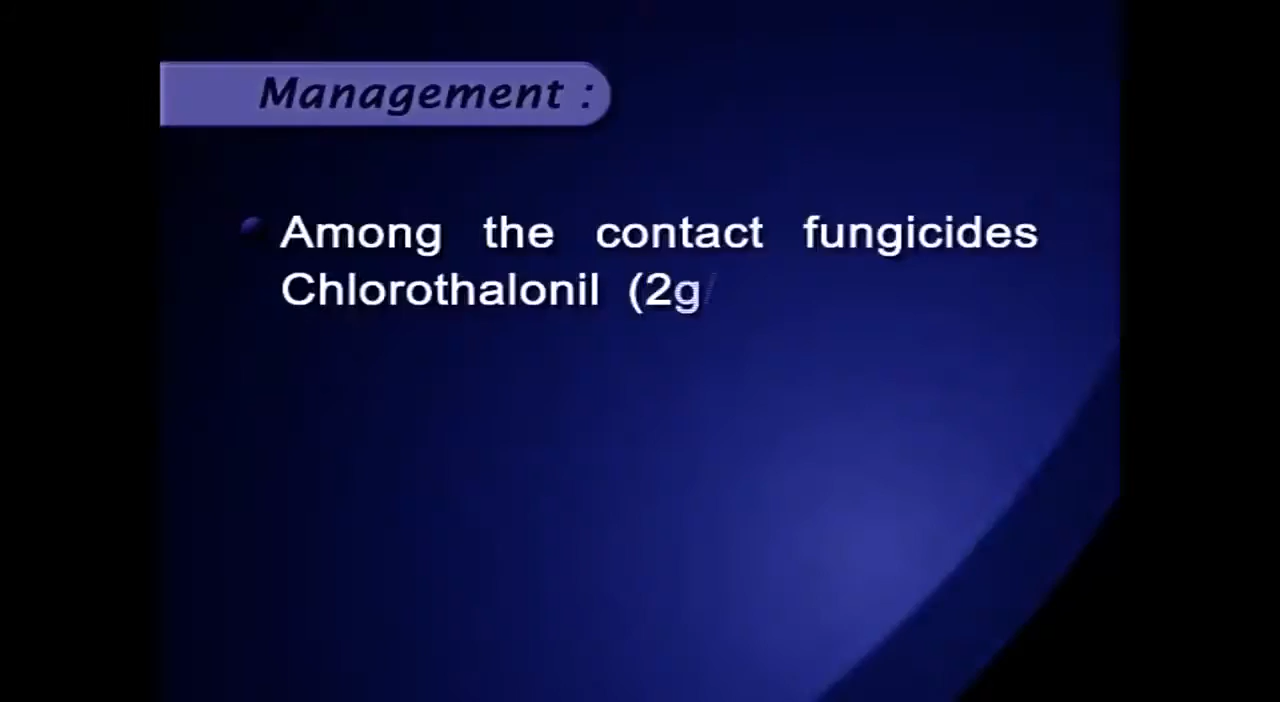 Management :
Among the contact fungicides
Chlorothalonil (2g/